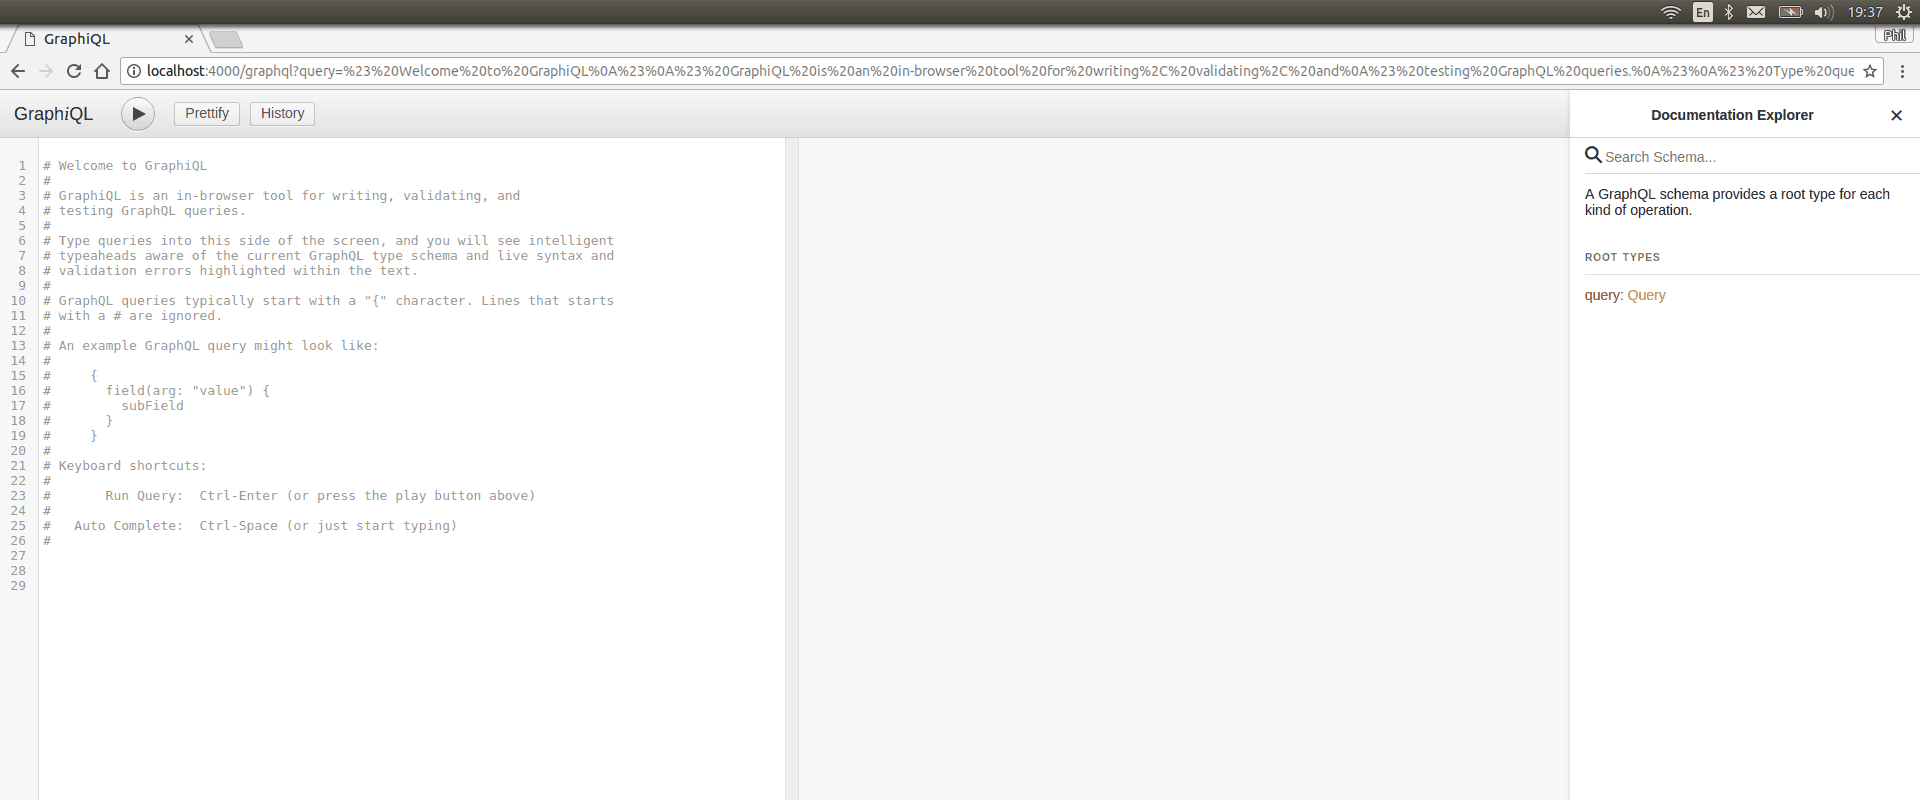 En
19:37
GraphiQL
Phil
localhost:4000/graphql?query=%23%20Welcome%20to%20GraphiQL%0A%23%0A%23%20GraphiQL%20is%20an%20in-browser%20tool%20for%20writing%2C%20validating%2C%20and%0A%23%20testing%20GraphQL%20queries.%0A%23%0A%23%20Type%20que
GraphiQL
Prettify
History
1 # Welcome to GraphiQL
2 #
3 # GraphiQL is an in-browser tool for writing, validating, and
4 # testing GraphQL queries.
5 #
6 # Type queries into this side of the screen, and you will see intelligent
7 # typeaheads aware of the current GraphQL type schema and live syntax and
8 # validation errors highlighted within the text.
9 #
10 # GraphQL queries typically start with a "{" character. Lines that starts
11 # with a # are ignored.
12 #
13 # An example GraphQL query might look like:
14 #
15 #     {
16 #       field(arg: "value") {
17 #         subField
18 #       }
19 #     }
20 #
21 # Keyboard shortcuts:
22 #
23 #       Run Query:  Ctrl-Enter (or press the play button above)
24 #
25 #   Auto Complete:  Ctrl-Space (or just start typing)
26 #
27
28
29
Documentation Explorer
Search Schema...
A GraphQL schema provides a root type for each
kind of operation.
ROOT TYPES
query: Query